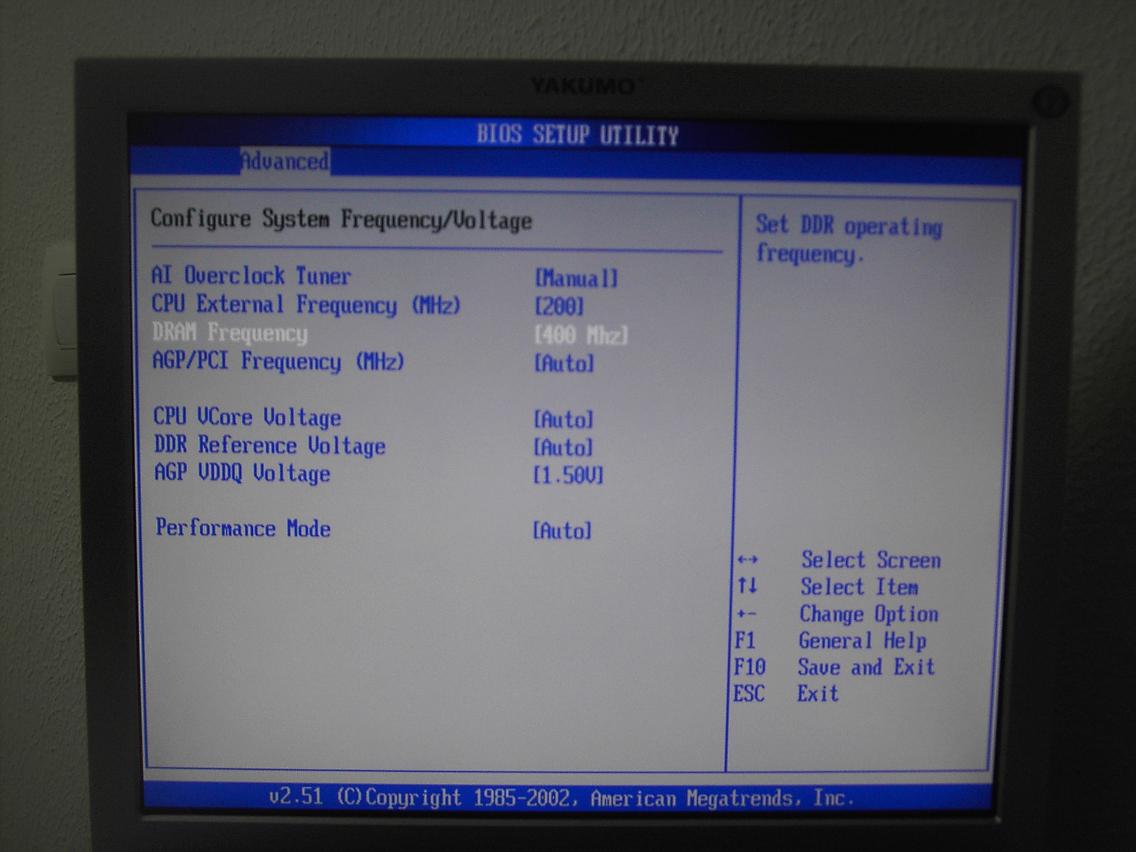 YAKUMO
BIOS SETUP UTILITY
Advanced
Configure System Frequency/Voltage
AI Overclock Tuner [Manual]
CPU External Frequency (MHz) [200]
DRAM Frequency [400 Mhz]
AGP/PCI Frequency (MHz) [Auto]
CPU VCore Voltage [Auto]
DDR Reference Voltage [Auto]
AGP VDDQ Voltage [1.50V]
Performance Mode [Auto]
Set DDR operating
frequency.
←→ Select Screen
↑↓ Select Item
+- Change Option
F1 General Help
F10 Save and Exit
ESC Exit
v2.51 (C)Copyright 1985-2002, American Megatrends, Inc.